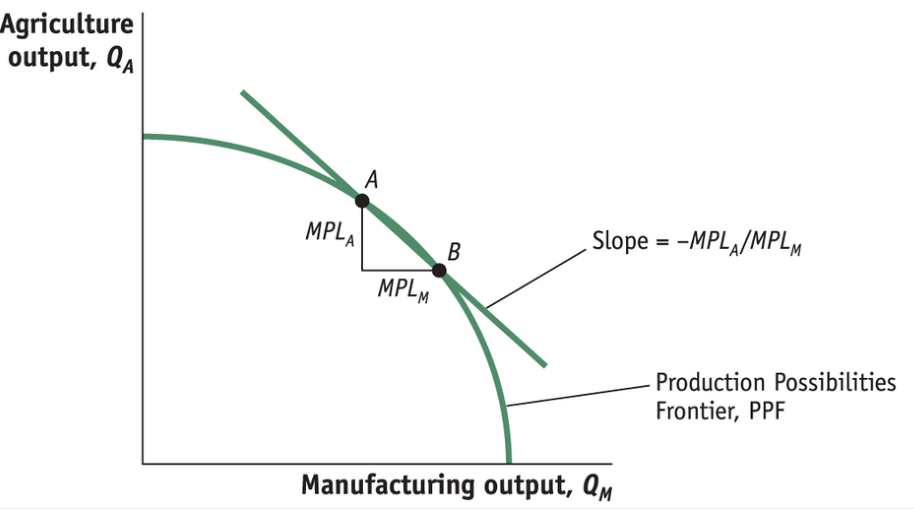 Agriculture
output, Q_A
A
MPL_A
B
MPL_M
Slope = –MPL_A/MPL_M
Production Possibilities
Frontier, PPF
Manufacturing output, Q_M